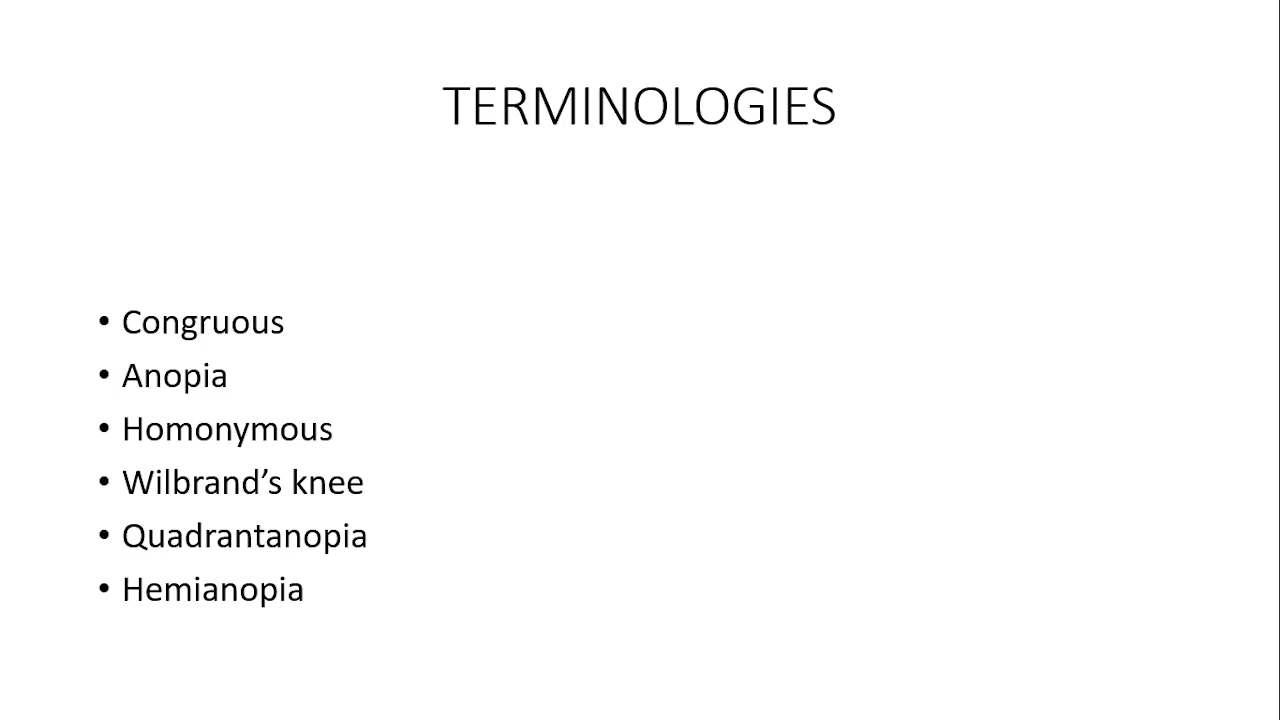 TERMINOLOGIES
• Congruous
• Anopia
• Homonymous
• Wilbrand’s knee
• Quadrantanopia
• Hemianopia